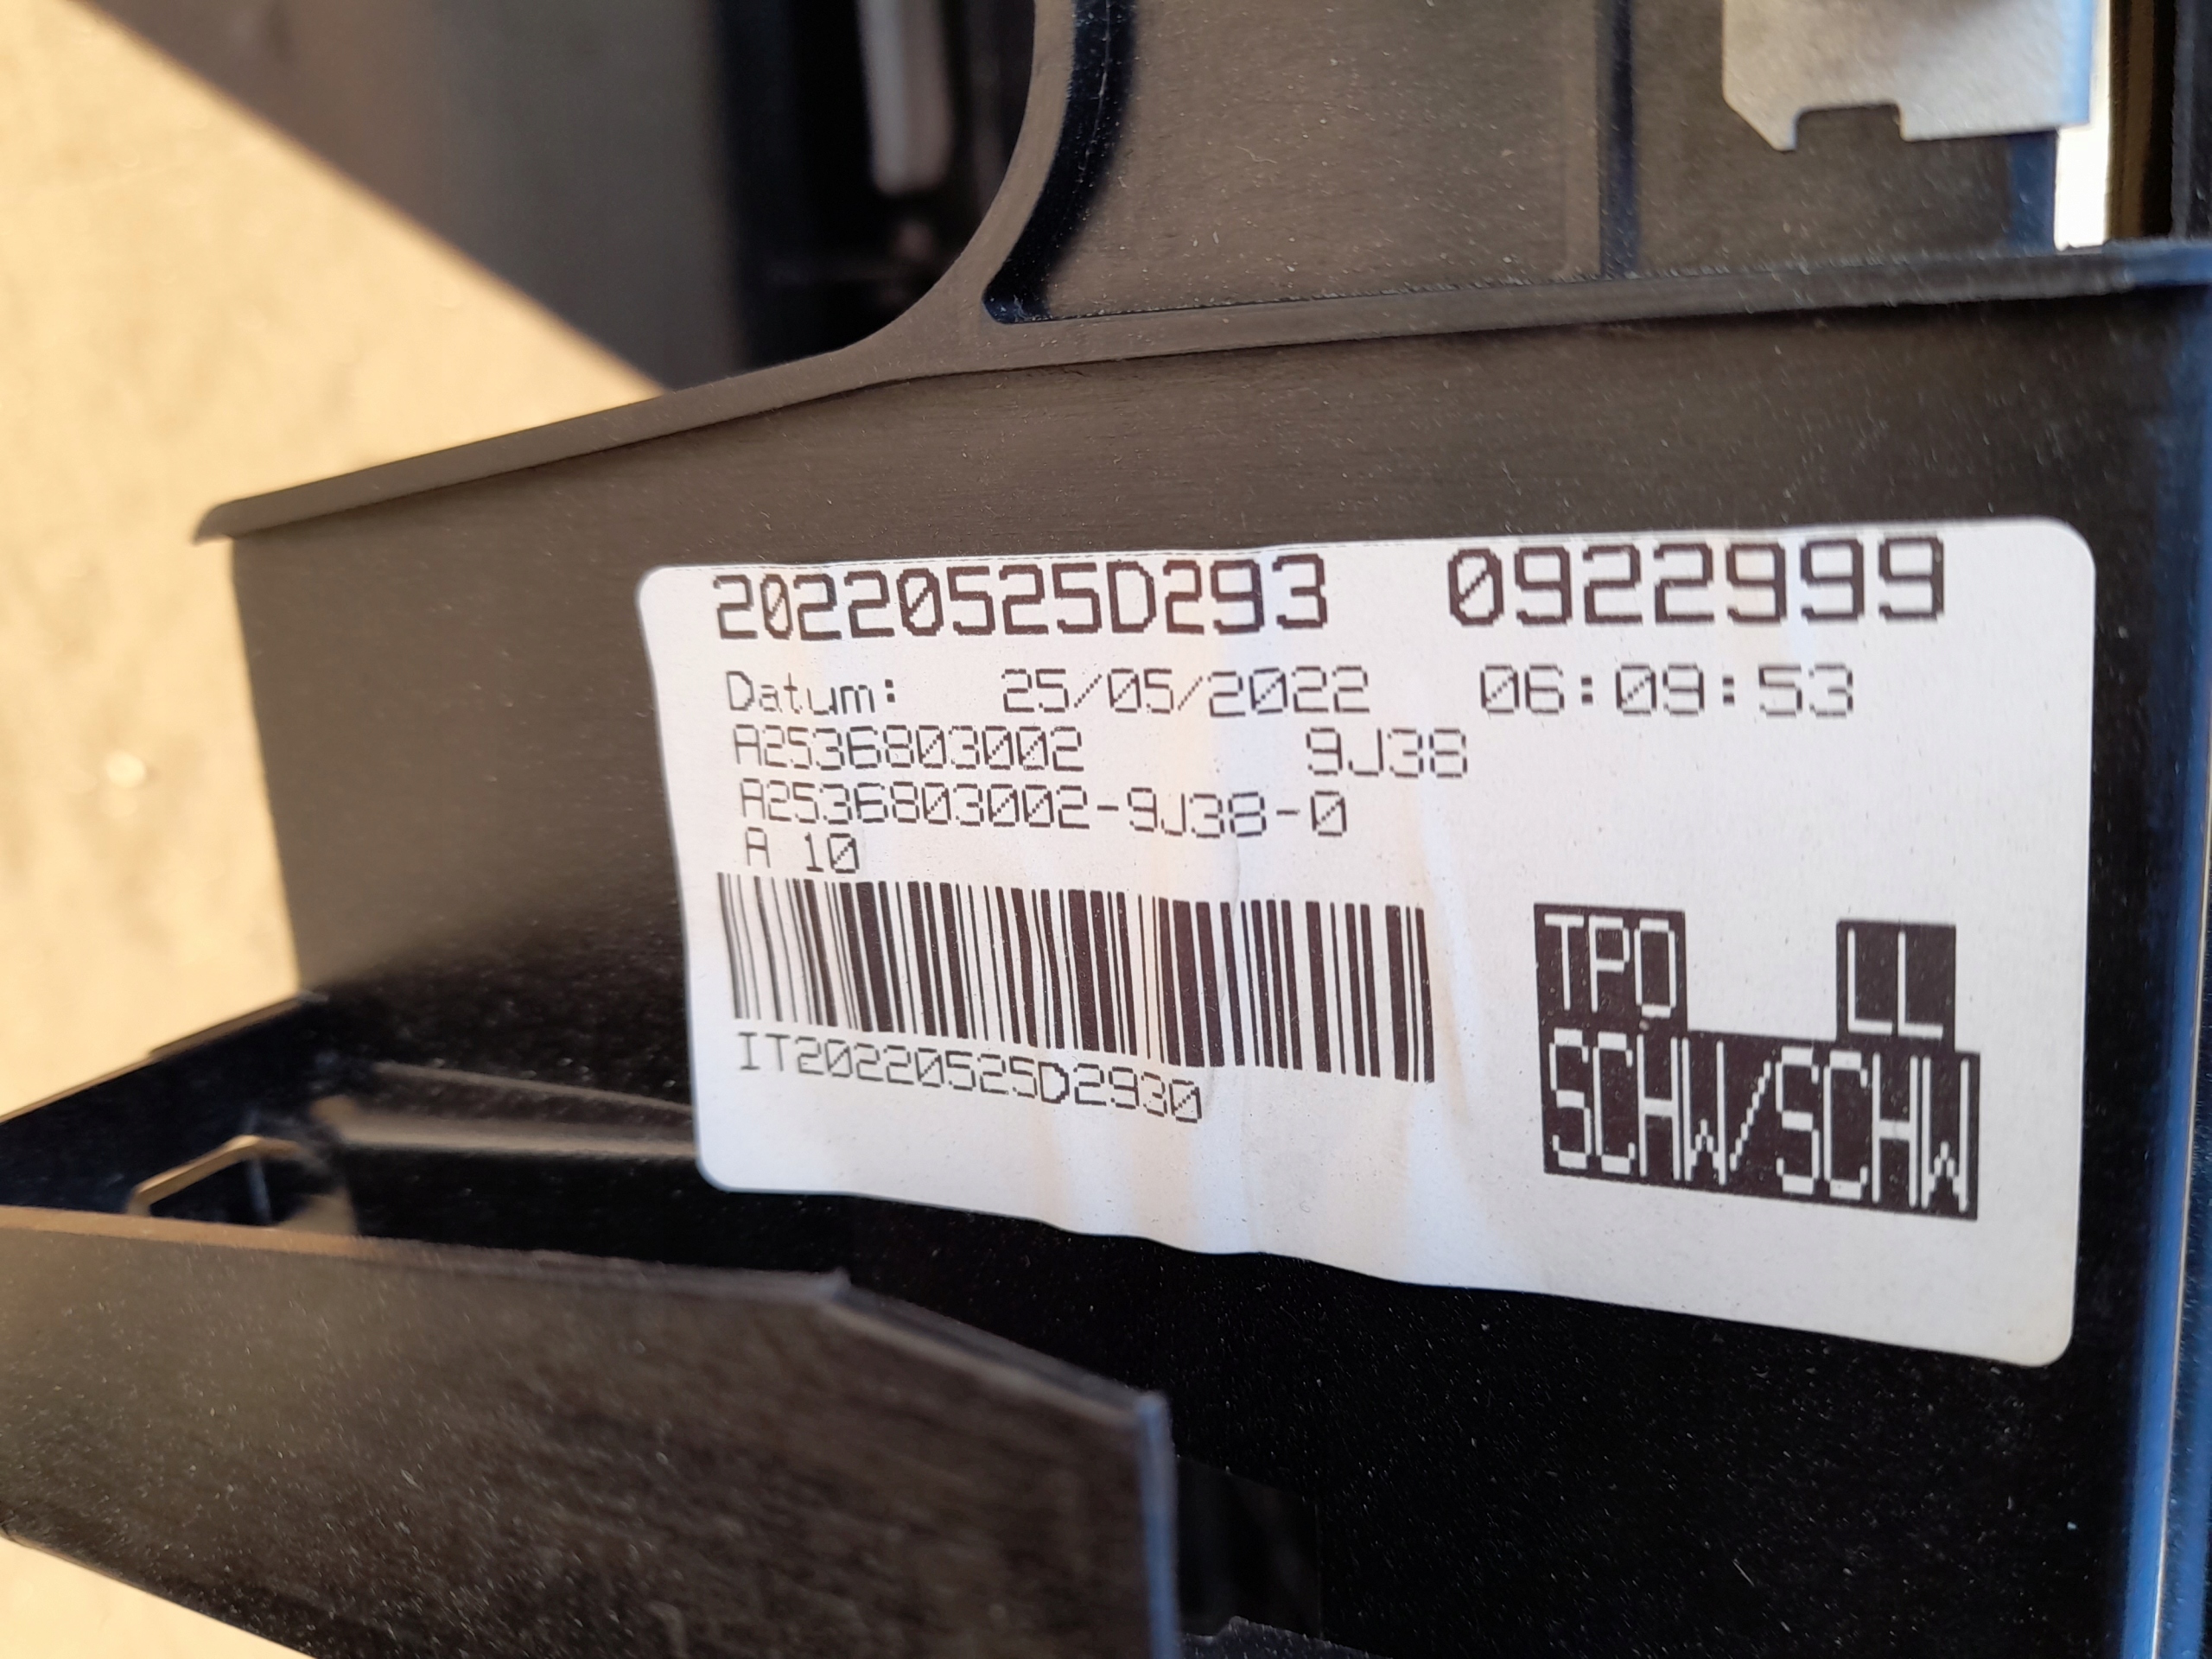 20220525D293 0922999
Datum: 25/05/2022 06:09:53
A2536803002 9J38
A2536803002-9J38-0
A 10
TPO LL
SCHW/SCHW
IT20220525D2930